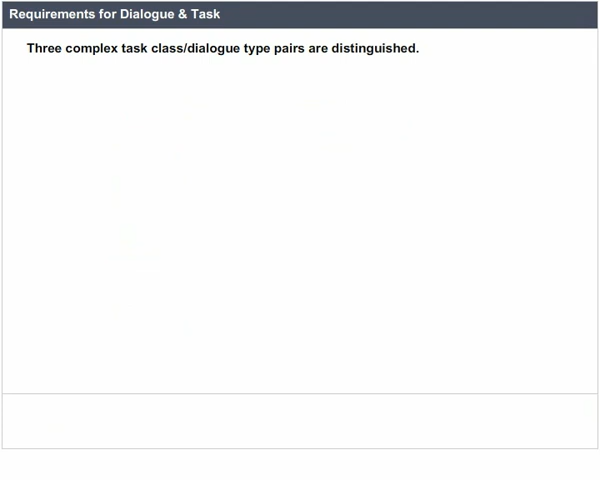 Requirements for Dialogue & Task
Three complex task class/dialogue type pairs are distinguished.